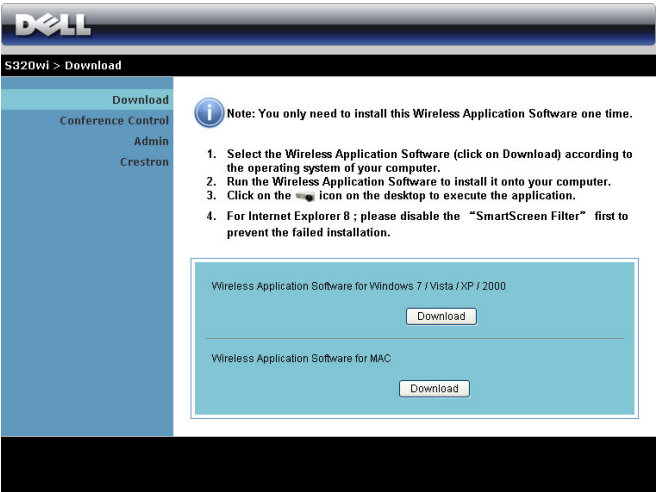 DELL
S320wi > Download
Download
Conference Control
Admin
Crestron
Note: You only need to install this Wireless Application Software one time.
1. Select the Wireless Application Software (click on Download) according to
the operating system of your computer.
2. Run the Wireless Application Software to install it onto your computer.
3. Click on the icon on the desktop to execute the application.
4. For Internet Explorer 8 ; please disable the “SmartScreen Filter” first to
prevent the failed installation.
Wireless Application Software for Windows 7 / Vista / XP / 2000
Download
Wireless Application Software for MAC
Download